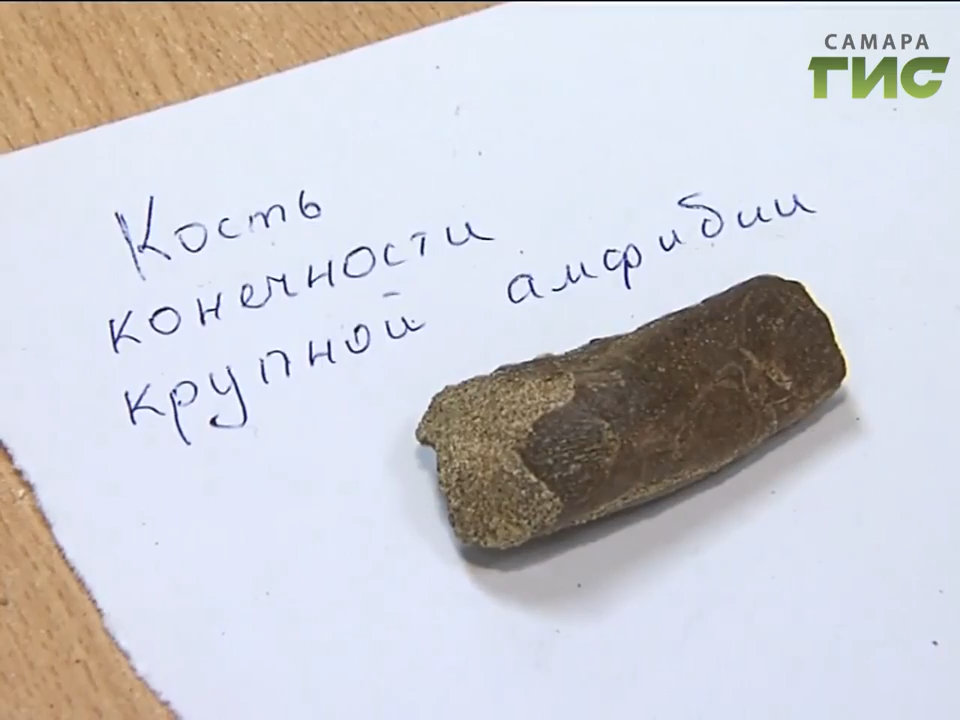 САМАРА
ГИС
Кость
конечности
крупной амфибии